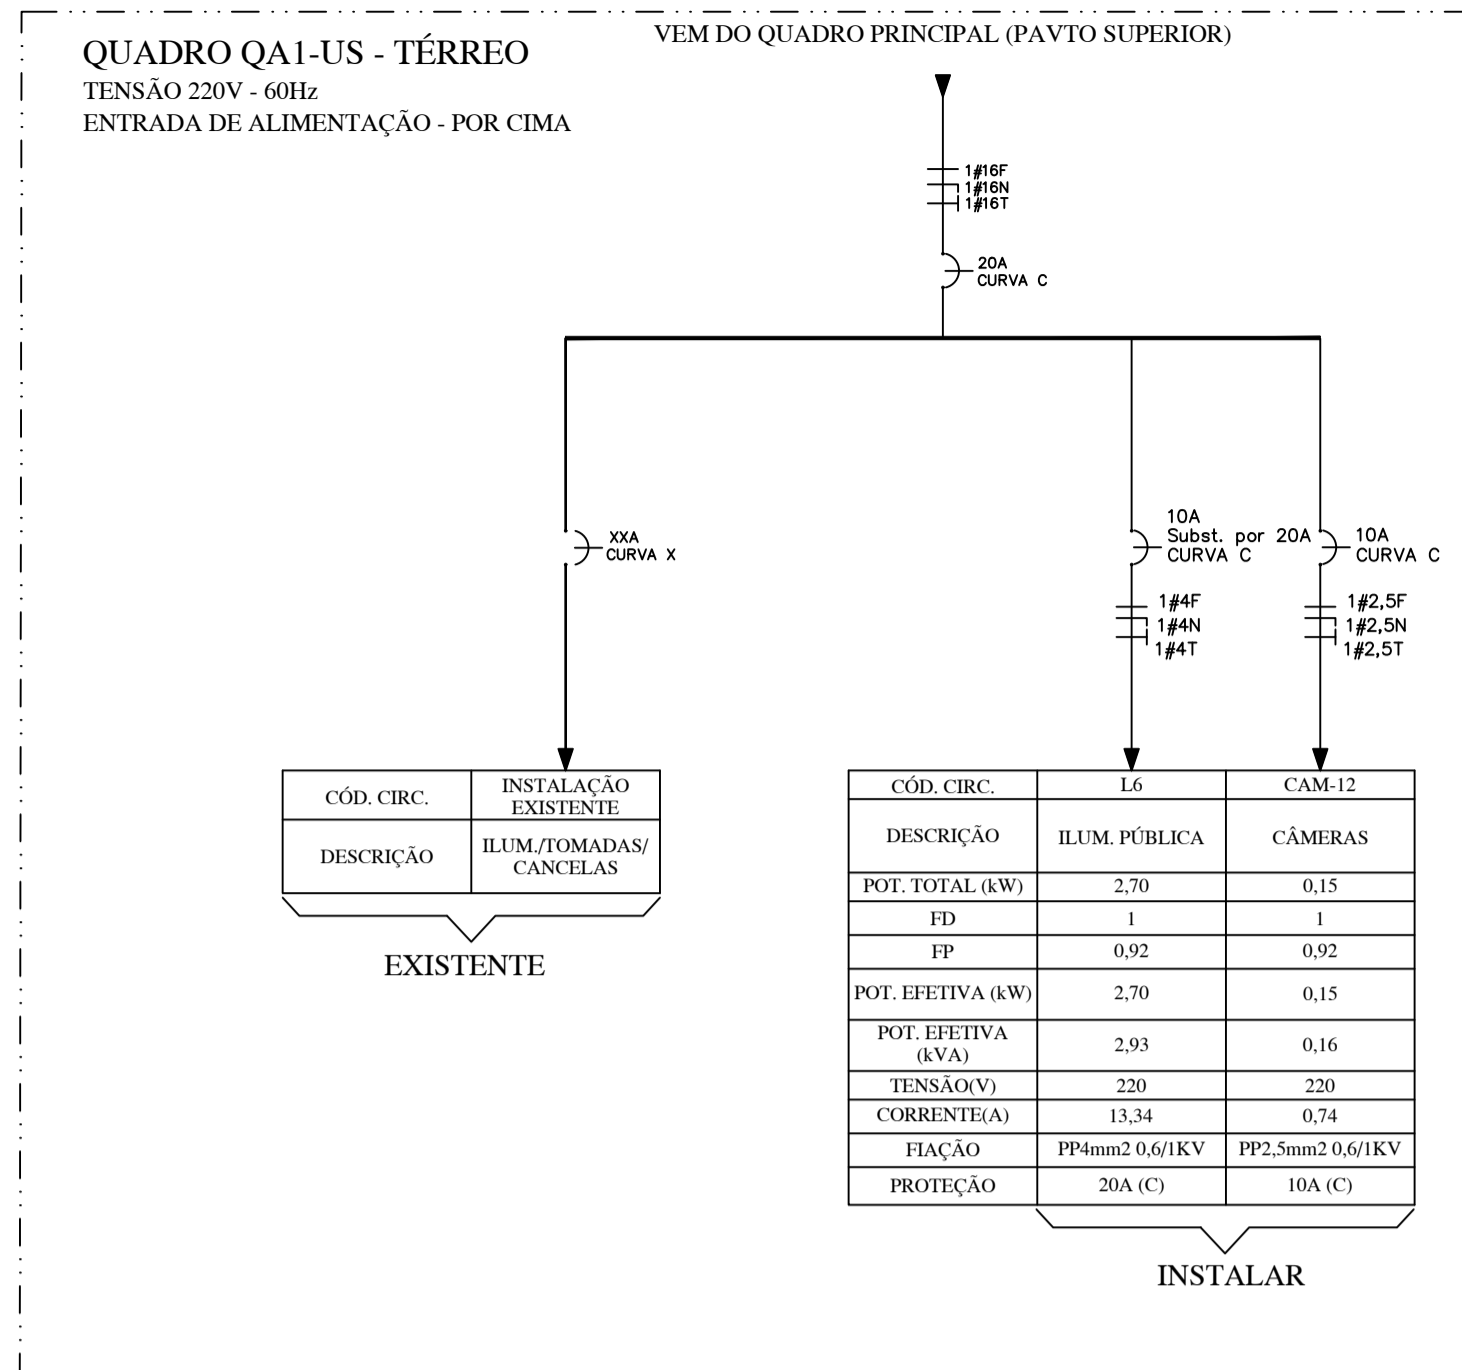 QUADRO QA1-US - TÉRREO
TENSÃO 220V - 60Hz
ENTRADA DE ALIMENTAÇÃO - POR CIMA
VEM DO QUADRO PRINCIPAL (PAVTO SUPERIOR)
1#16F
1#16N
1#16T
20A
CURVA C
XXA
CURVA X
10A
Subst. por 20A
CURVA C
10A
CURVA C
1#4F
1#4N
1#4T
1#2,5F
1#2,5N
1#2,5T
CÓD. CIRC. INSTALAÇÃO
EXISTENTE
DESCRIÇÃO ILUM./TOMADAS/
CANCELAS
EXISTENTE
CÓD. CIRC. L6 CAM-12
DESCRIÇÃO ILUM. PÚBLICA CÂMERAS
POT. TOTAL (kW) 2,70 0,15
FD 1 1
FP 0,92 0,92
POT. EFETIVA (kW) 2,70 0,15
POT. EFETIVA
(kVA) 2,93 0,16
TENSÃO(V) 220 220
CORRENTE(A) 13,34 0,74
FIAÇÃO PP4mm2 0,6/1KV PP2,5mm2 0,6/1KV
PROTEÇÃO 20A (C) 10A (C)
INSTALAR